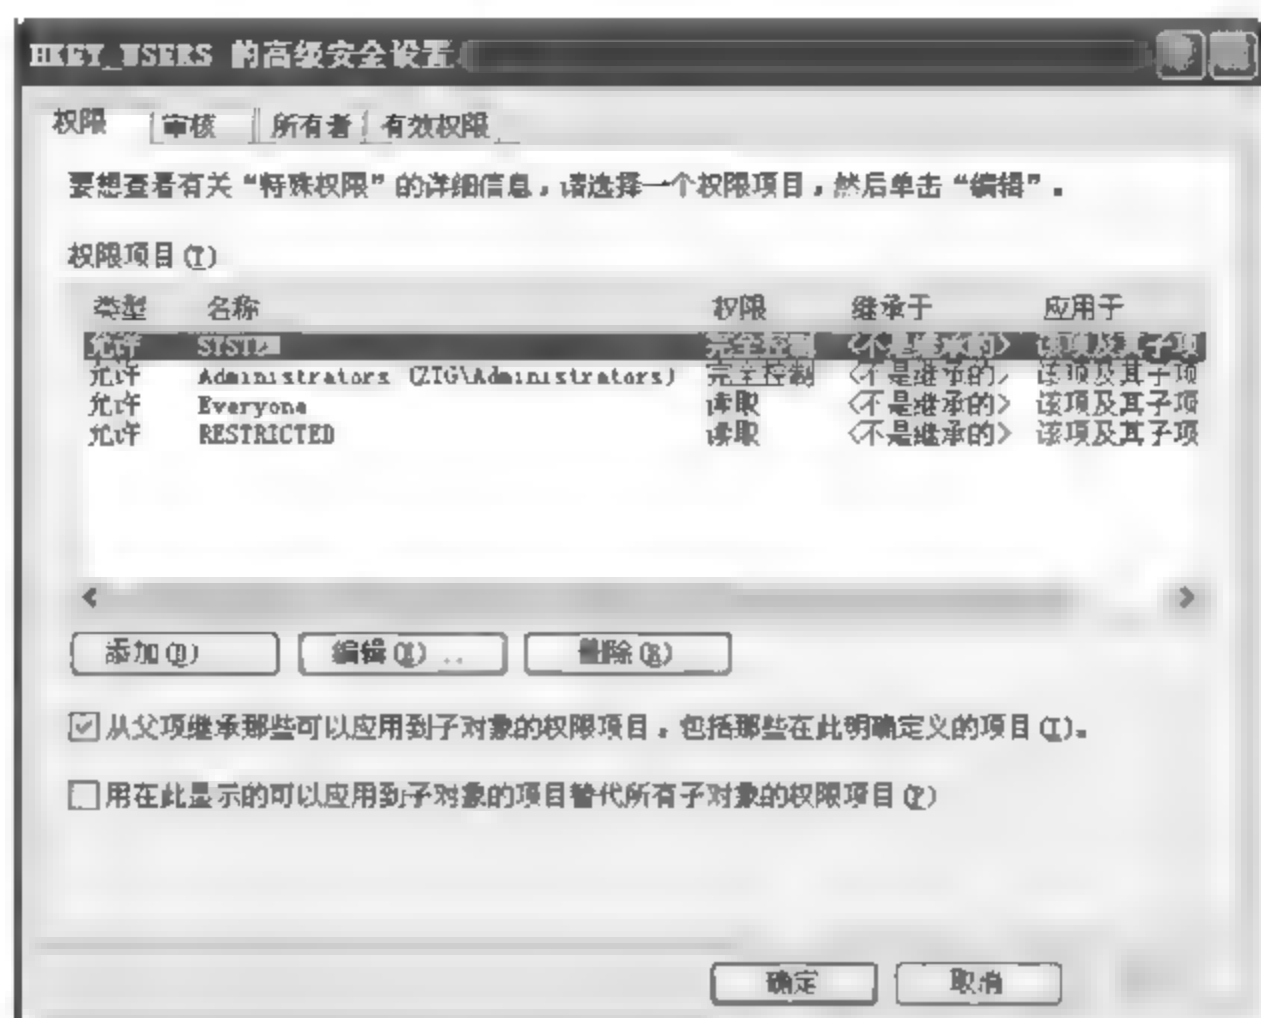 HKEY_USERS 的高级安全设置
权限 审核 所有者 有效权限
要想查看有关“特殊权限”的详细信息，请选择一个权限项目，然后单击“编辑”。
权限项目(T)
类型 名称 权限 继承于 应用于
允许 SYSTEM 完全控制 <不是继承的> 该项及其子项
允许 Administrators (ZIG\Administrators) 完全控制 <不是继承的> 该项及其子项
允许 Everyone 读取 <不是继承的> 该项及其子项
允许 RESTRICTED 读取 <不是继承的> 该项及其子项
添加(D) 编辑(E)... 删除(R)
从父项继承那些可以应用到子对象的权限项目，包括那些在此明确定义的项目(I)。
用在此显示的可以应用到子对象的项目替代所有子对象的权限项目(P)
确定 取消